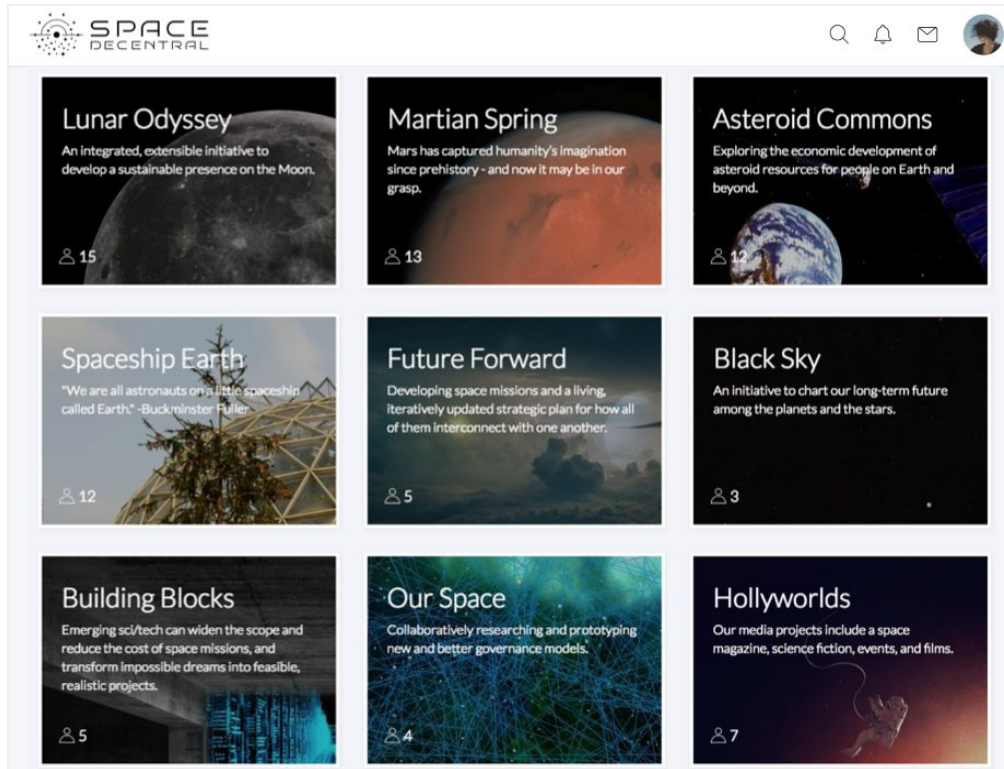 SPACE
DECENTRAL
Lunar Odyssey
An integrated, extensible initiative to
develop a sustainable presence on the Moon.
15
Martian Spring
Mars has captured humanity's imagination
since prehistory - and now it may be in our
grasp.
13
Asteroid Commons
Exploring the economic development of
asteroid resources for people on Earth and
beyond.
12
Spaceship Earth
"We are all astronauts on a little spaceship
called Earth." -Buckminster Fuller
12
Future Forward
Developing space missions and a living,
iteratively updated strategic plan for how all
of them interconnect with one another.
5
Black Sky
An initiative to chart our long-term future
among the planets and the stars.
3
Building Blocks
Emerging sci/tech can widen the scope and
reduce the cost of space missions, and
transform impossible dreams into feasible,
realistic projects.
5
Our Space
Collaboratively researching and prototyping
new and better governance models.
4
Hollyworlds
Our media projects include a space
magazine, science fiction, events, and films.
7